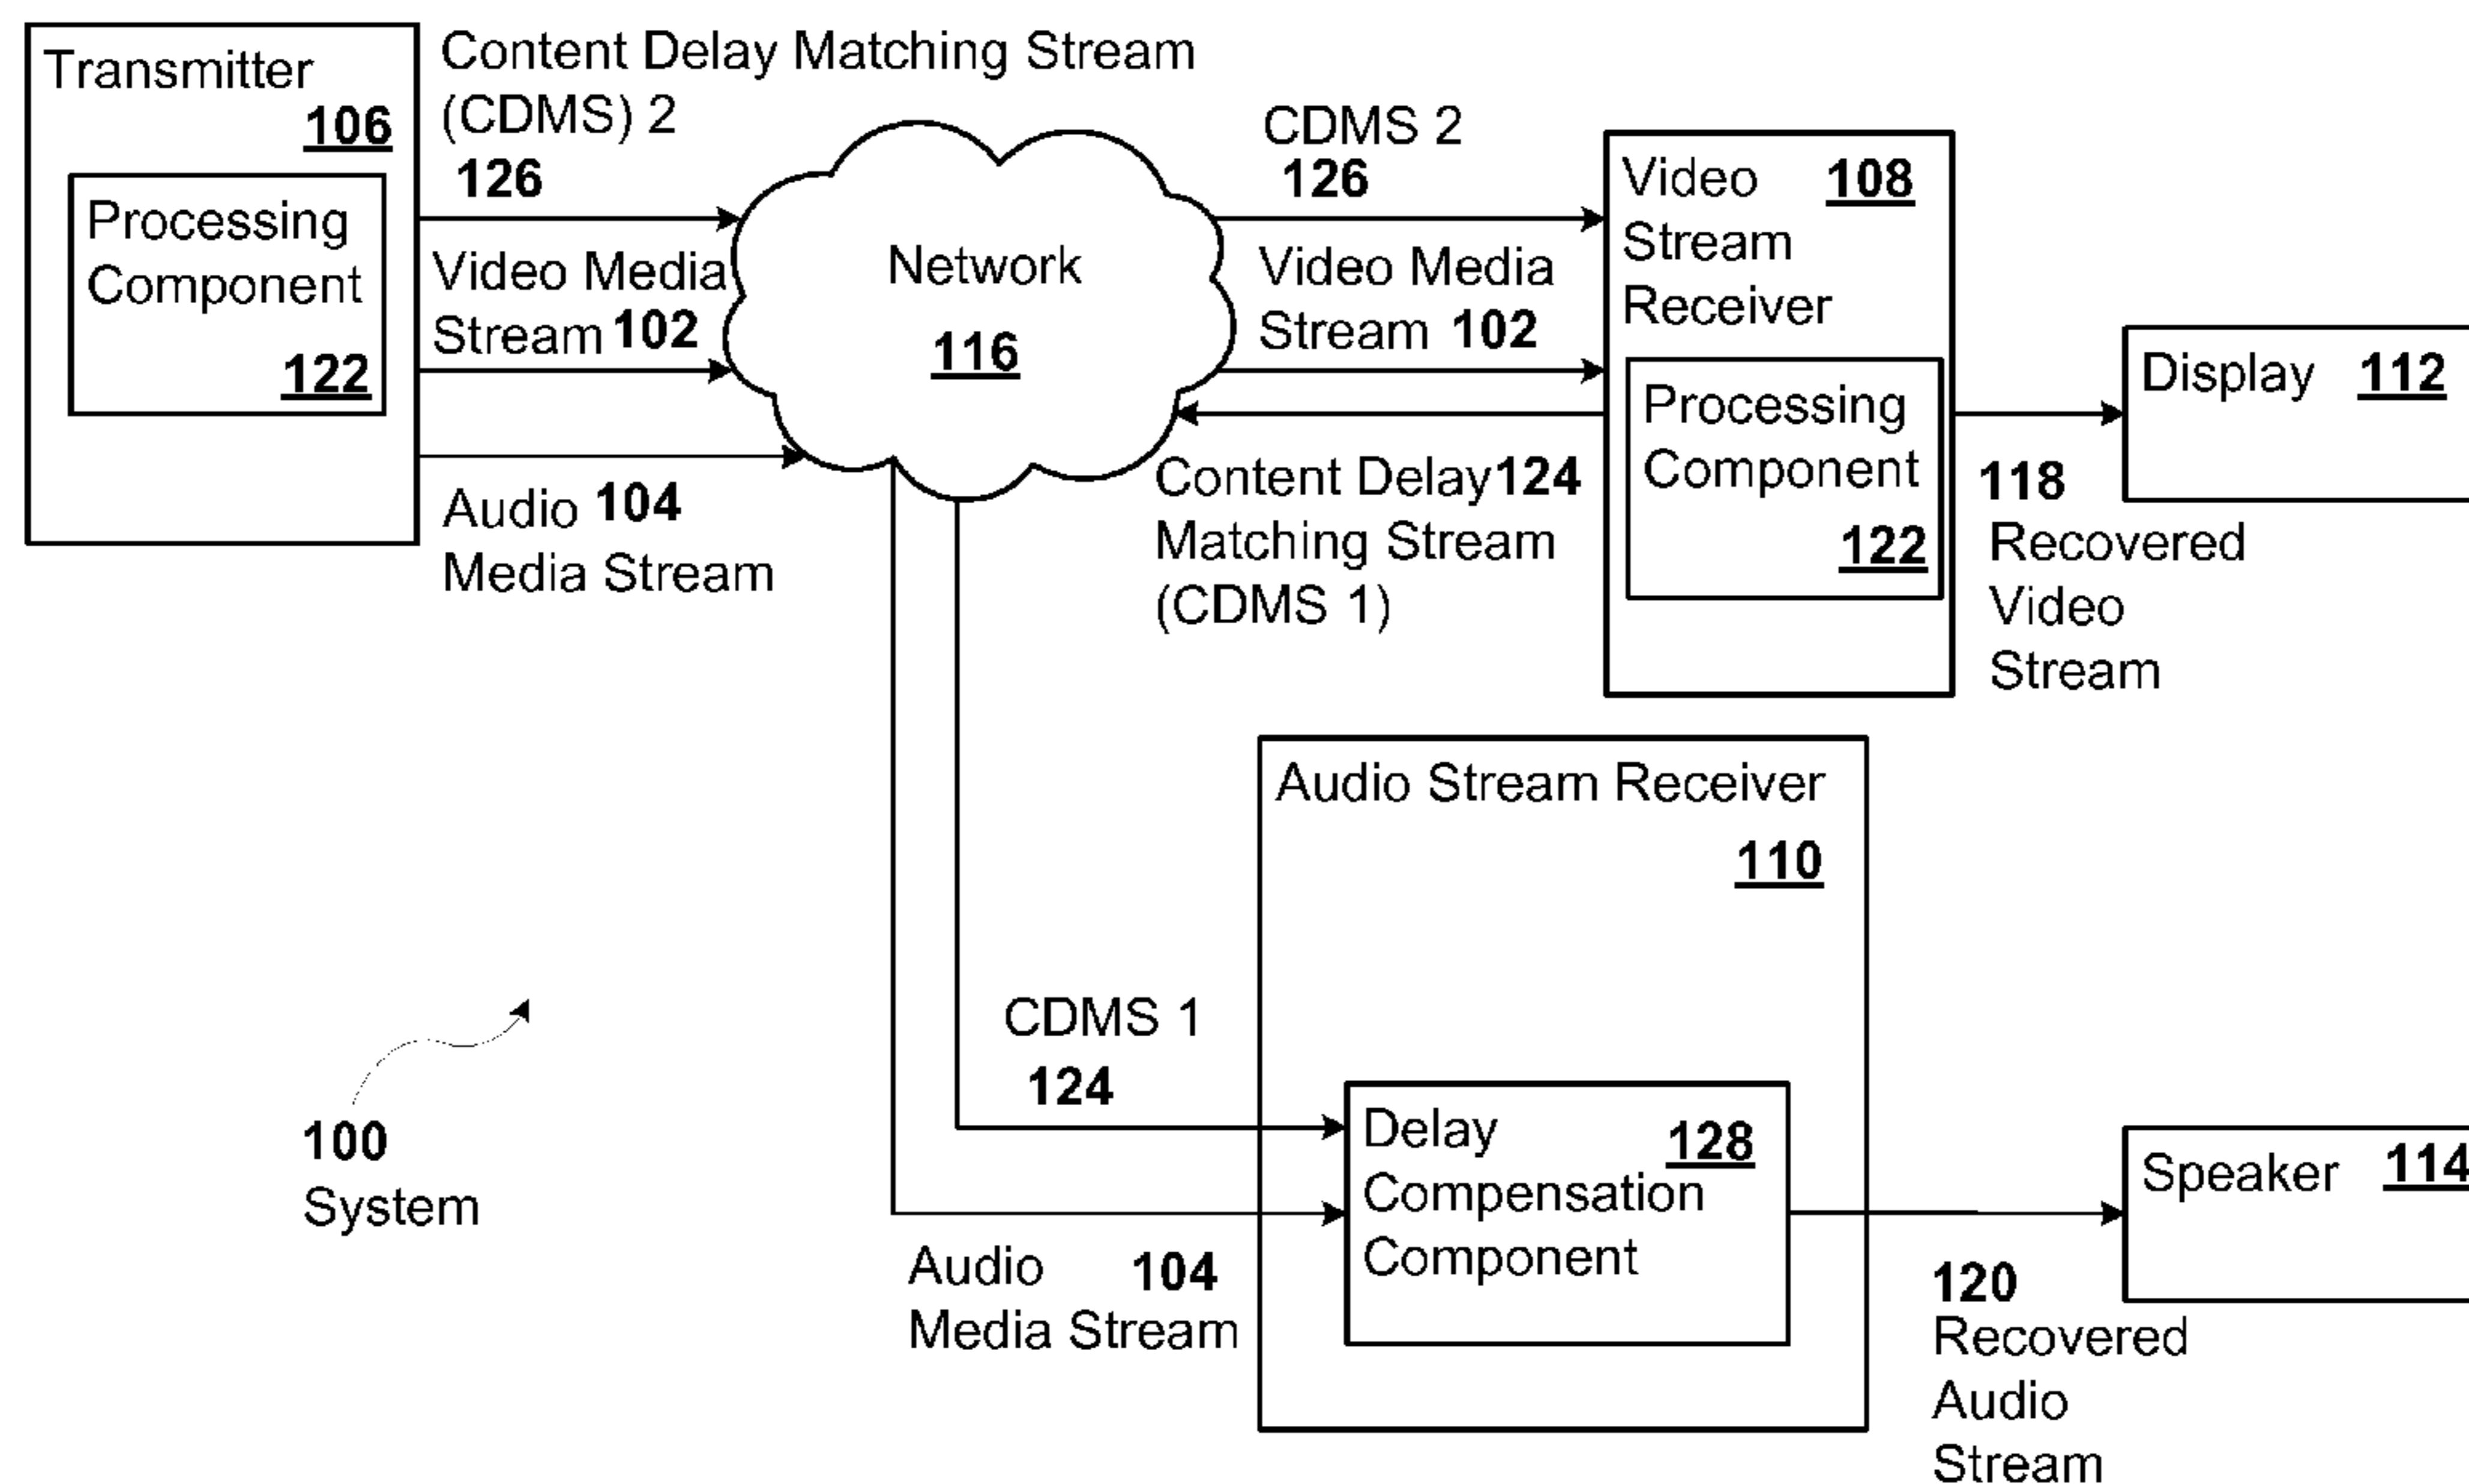 Transmitter
106
Processing
Component
122
Content Delay Matching Stream
(CDMS) 2
126
Video Media
Stream 102
Audio 104
Media Stream
Network
116
CDMS 2
126
Video Media
Stream 102
Content Delay 124
Matching Stream
(CDMS 1)
Video 108
Stream
Receiver
Processing
Component
122
118
Recovered
Video
Stream
Display 112
Audio Stream Receiver
110
CDMS 1
124
Audio 104
Media Stream
Delay 128
Compensation
Component
120
Recovered
Audio
Stream
Speaker 114
100
System